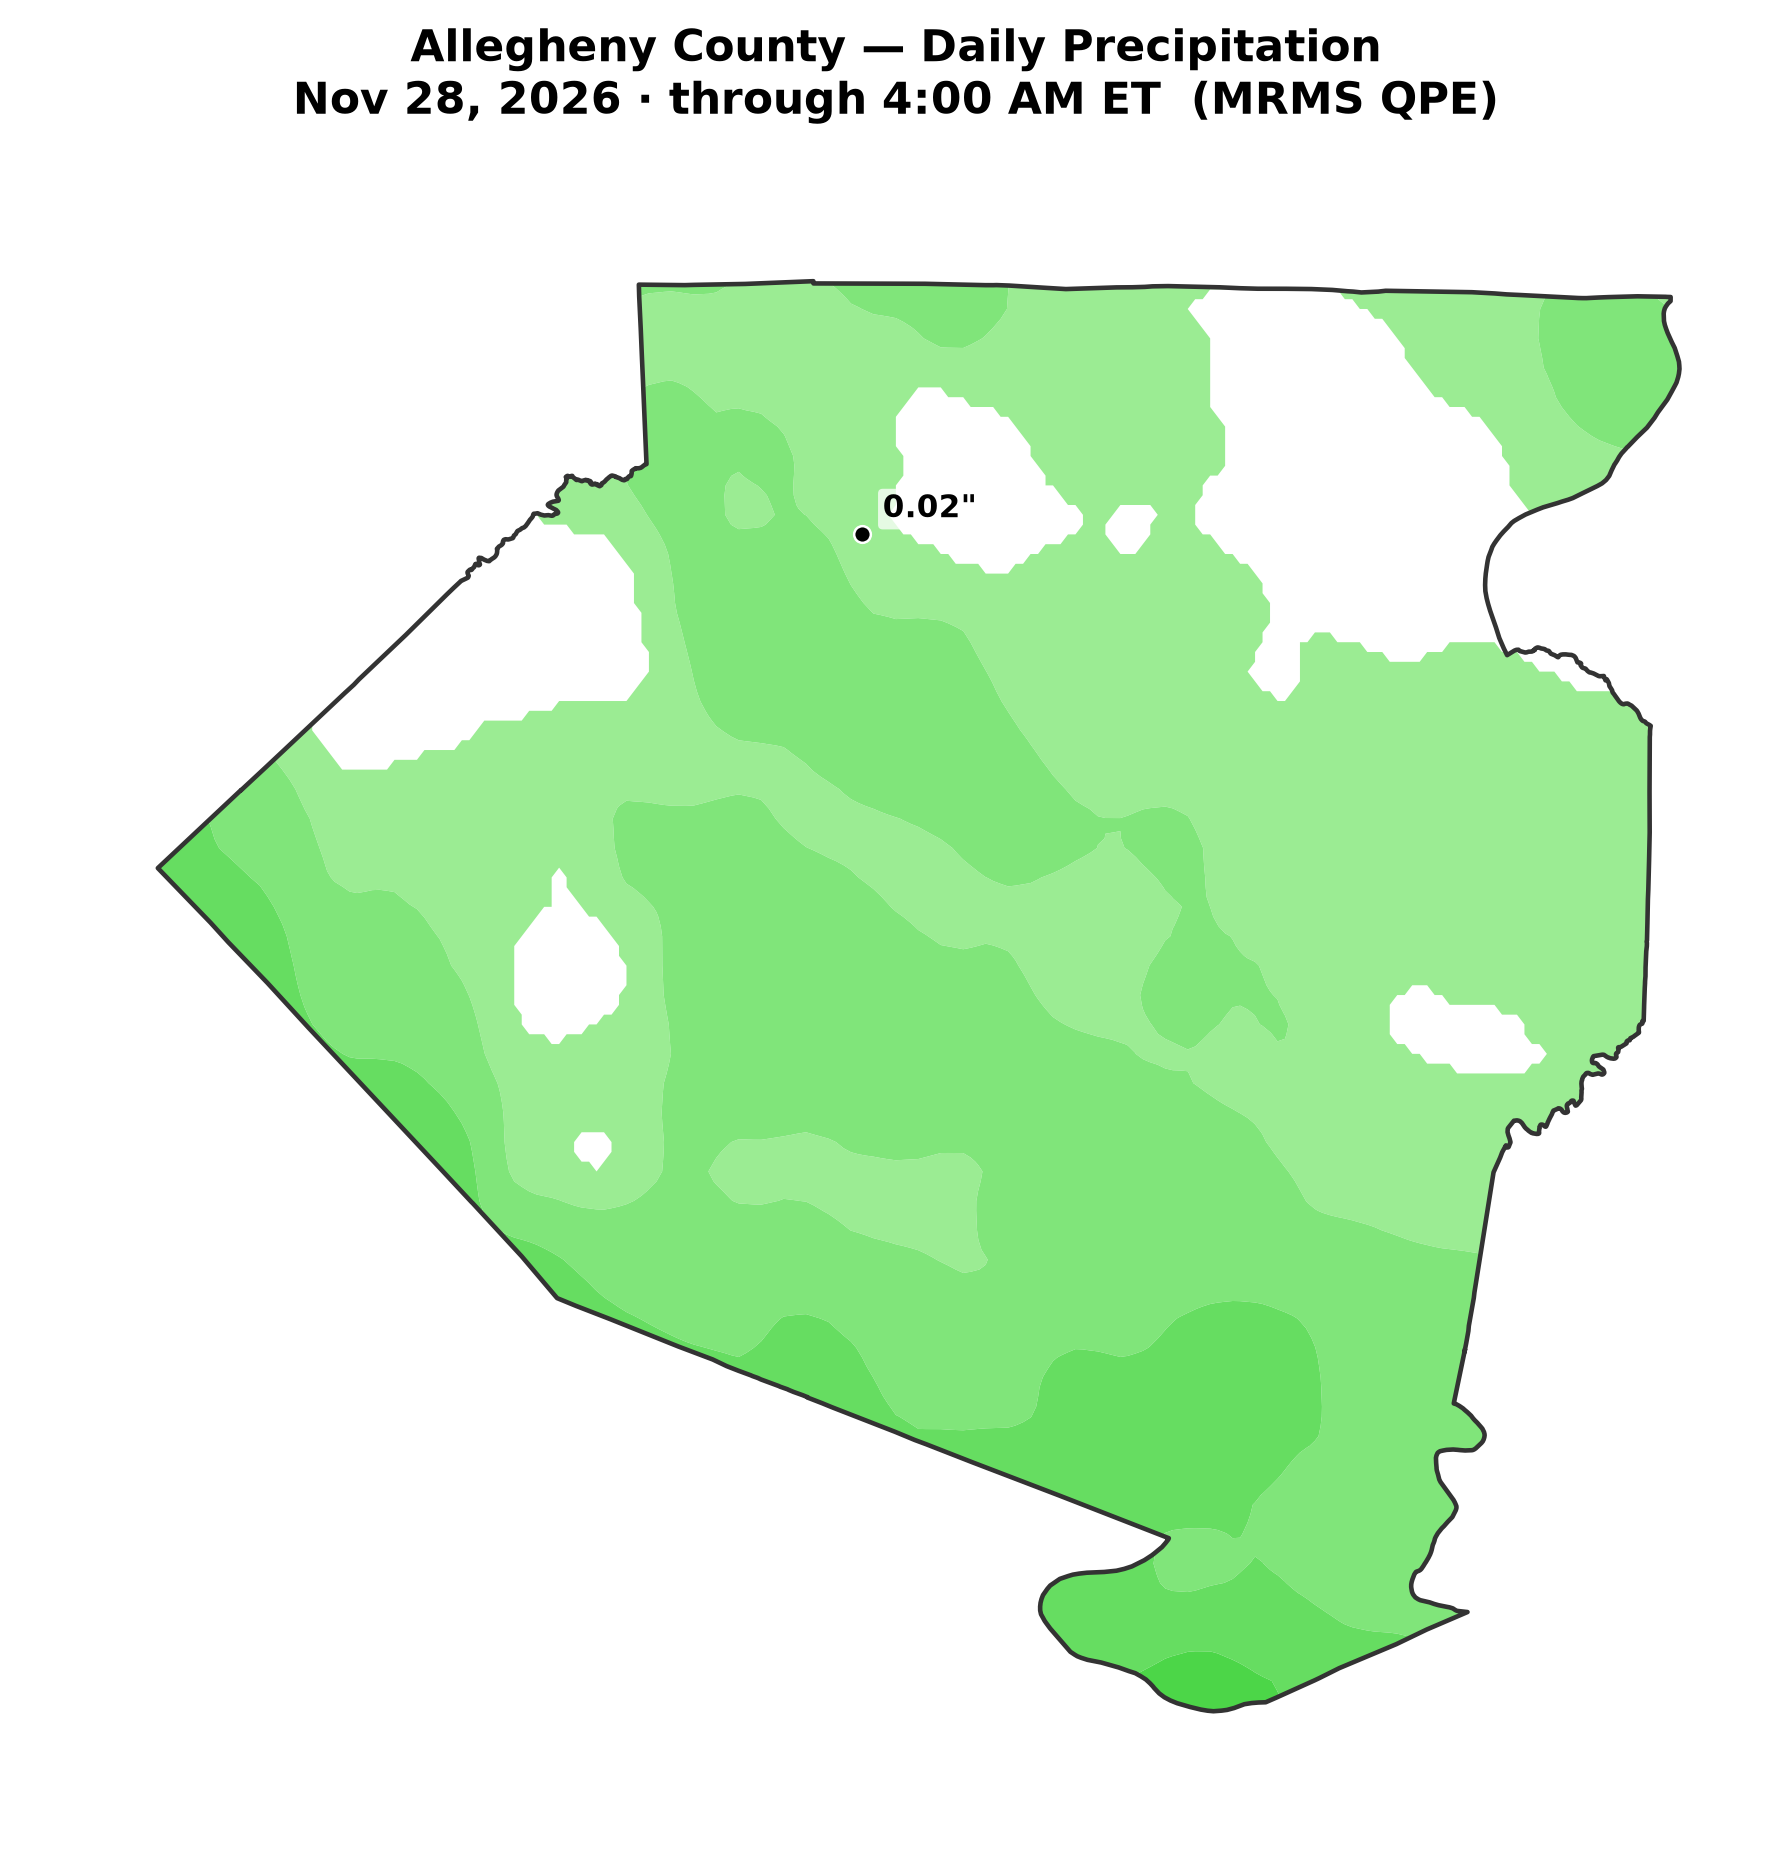 Allegheny County — Daily Precipitation
Nov 28, 2026 · through 4:00 AM ET (MRMS QPE)
0.02"